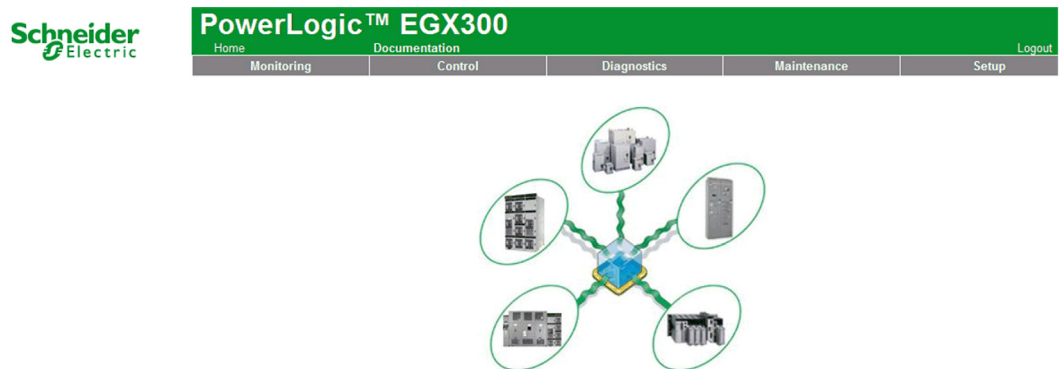 Schneider
Electric
PowerLogic™ EGX300
Home Documentation Logout
Monitoring Control Diagnostics Maintenance Setup